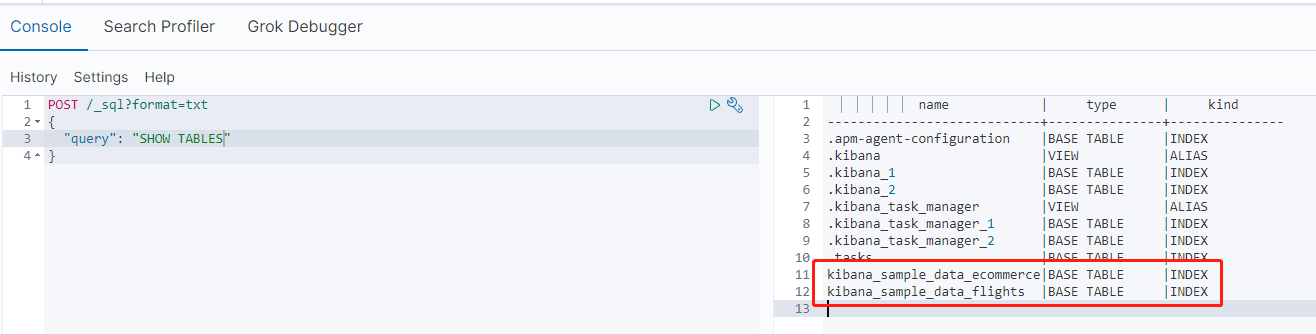 Console Search Profiler Grok Debugger
History Settings Help
1 POST /_sql?format=txt
2 {
3 "query": "SHOW TABLES"
4 }
1 name | type | kind
2 ---------------------------+---------------+---------------
3 .apm-agent-configuration |BASE TABLE |INDEX
4 .kibana |VIEW |ALIAS
5 .kibana_1 |BASE TABLE |INDEX
6 .kibana_2 |BASE TABLE |INDEX
7 .kibana_task_manager |VIEW |ALIAS
8 .kibana_task_manager_1 |BASE TABLE |INDEX
9 .kibana_task_manager_2 |BASE TABLE |INDEX
10 .tasks |BASE TABLE |INDEX
11 kibana_sample_data_ecommerce|BASE TABLE |INDEX
12 kibana_sample_data_flights |BASE TABLE |INDEX
13